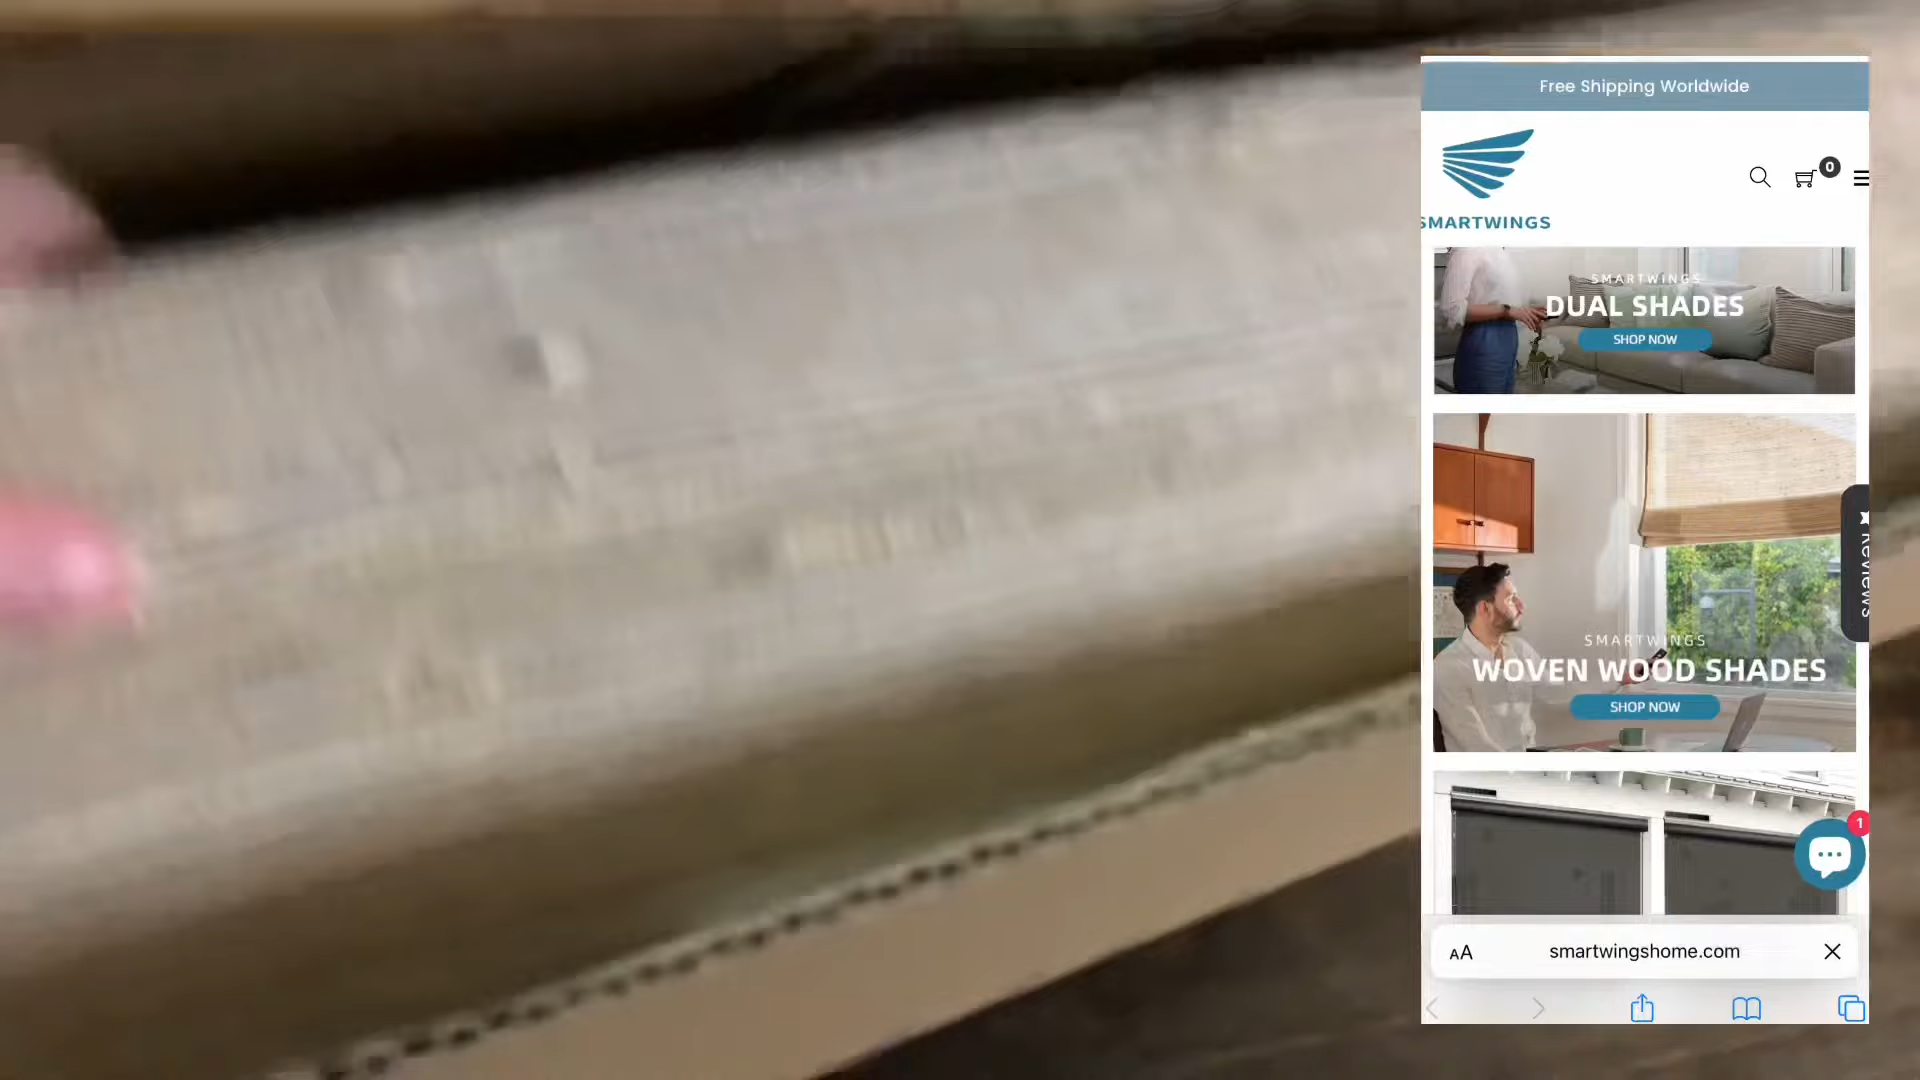 Free Shipping Worldwide
0
SMARTWINGS
SMARTWINGS
DUAL SHADES
SHOP NOW
Reviews
SMARTWINGS
WOVEN WOOD SHADES
SHOP NOW
1
AA
smartwingshome.com